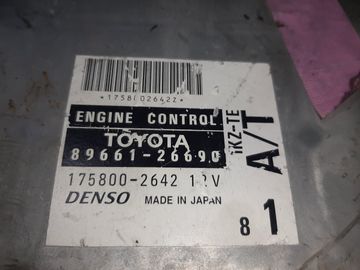 *17580026422*
ENGINE CONTROL
TOYOTA
89661-26690
175800-2642 12V
DENSO MADE IN JAPAN
1KZ-TE
A/T
8 1